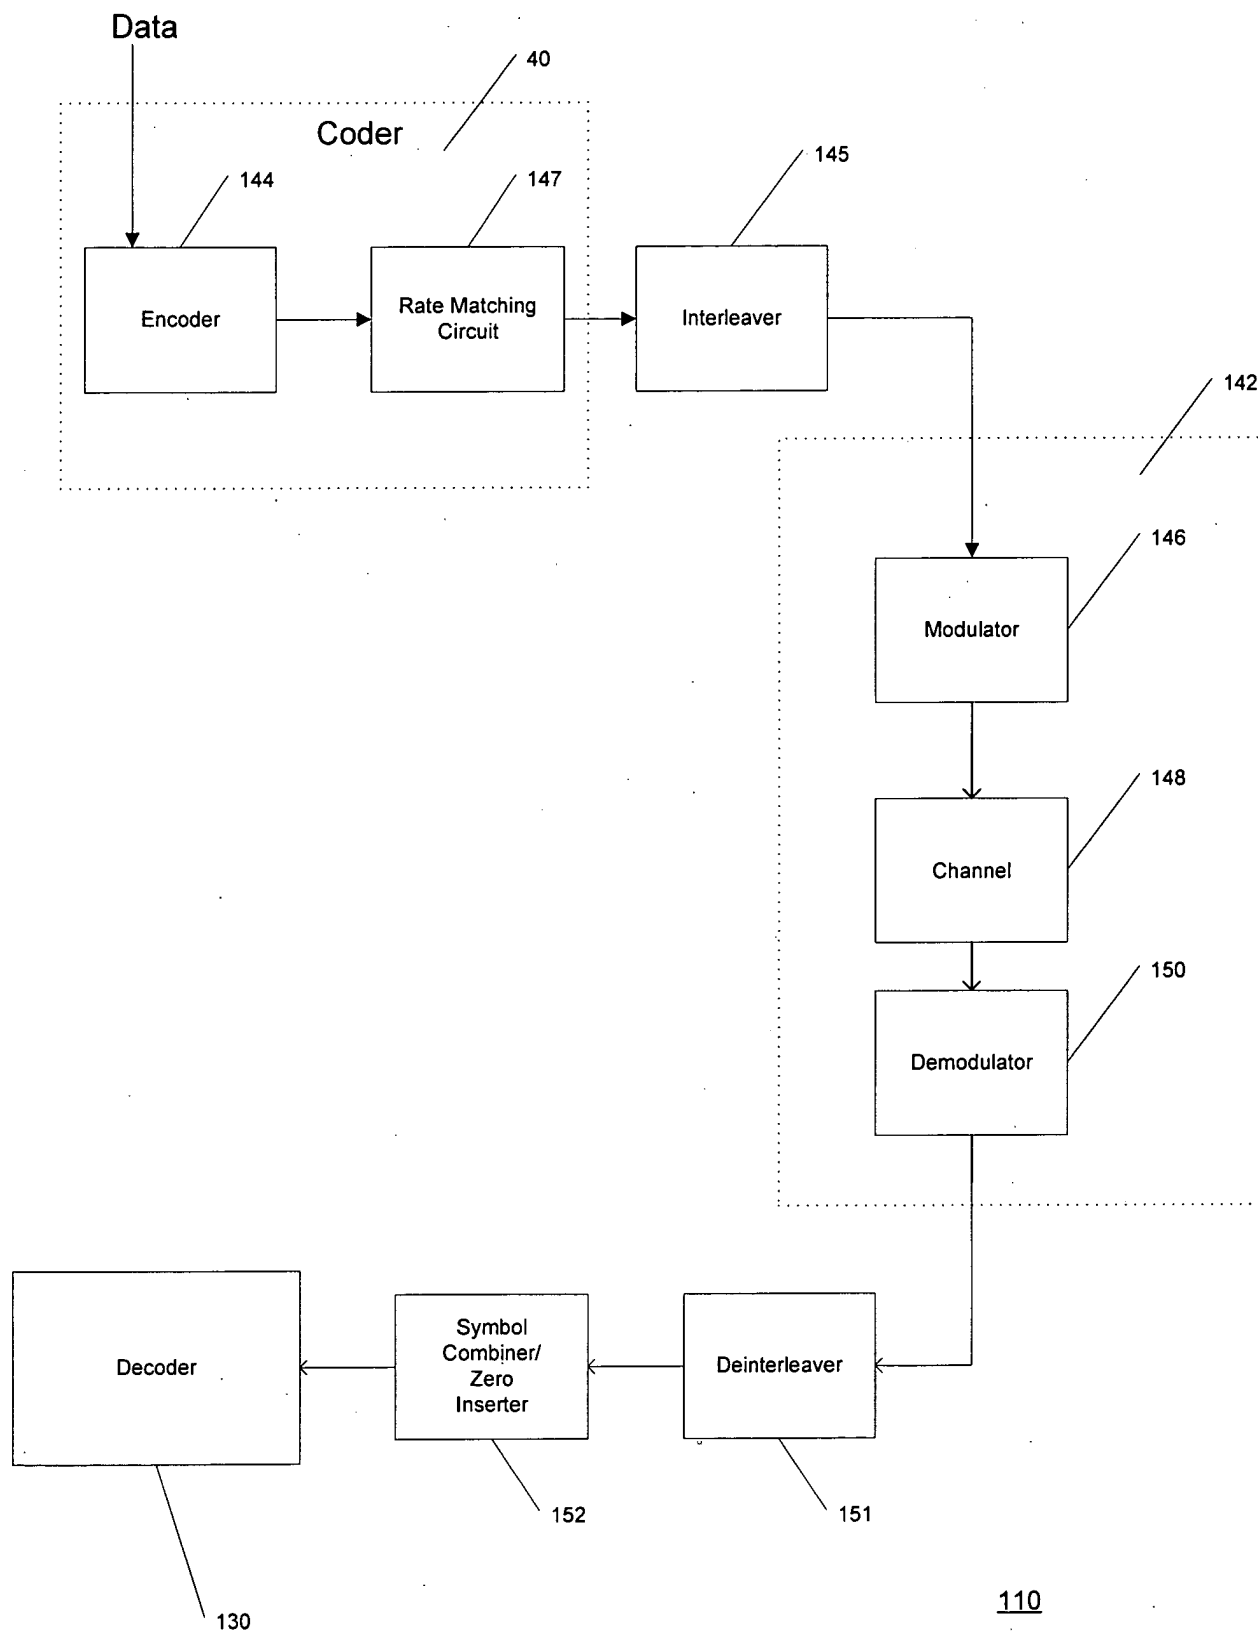 Data
40
Coder
144
147
145
Encoder
Rate Matching
Circuit
Interleaver
142
146
Modulator
148
Channel
150
Demodulator
Decoder
Symbol
Combiner/
Zero
Inserter
Deinterleaver
152
151
130
110